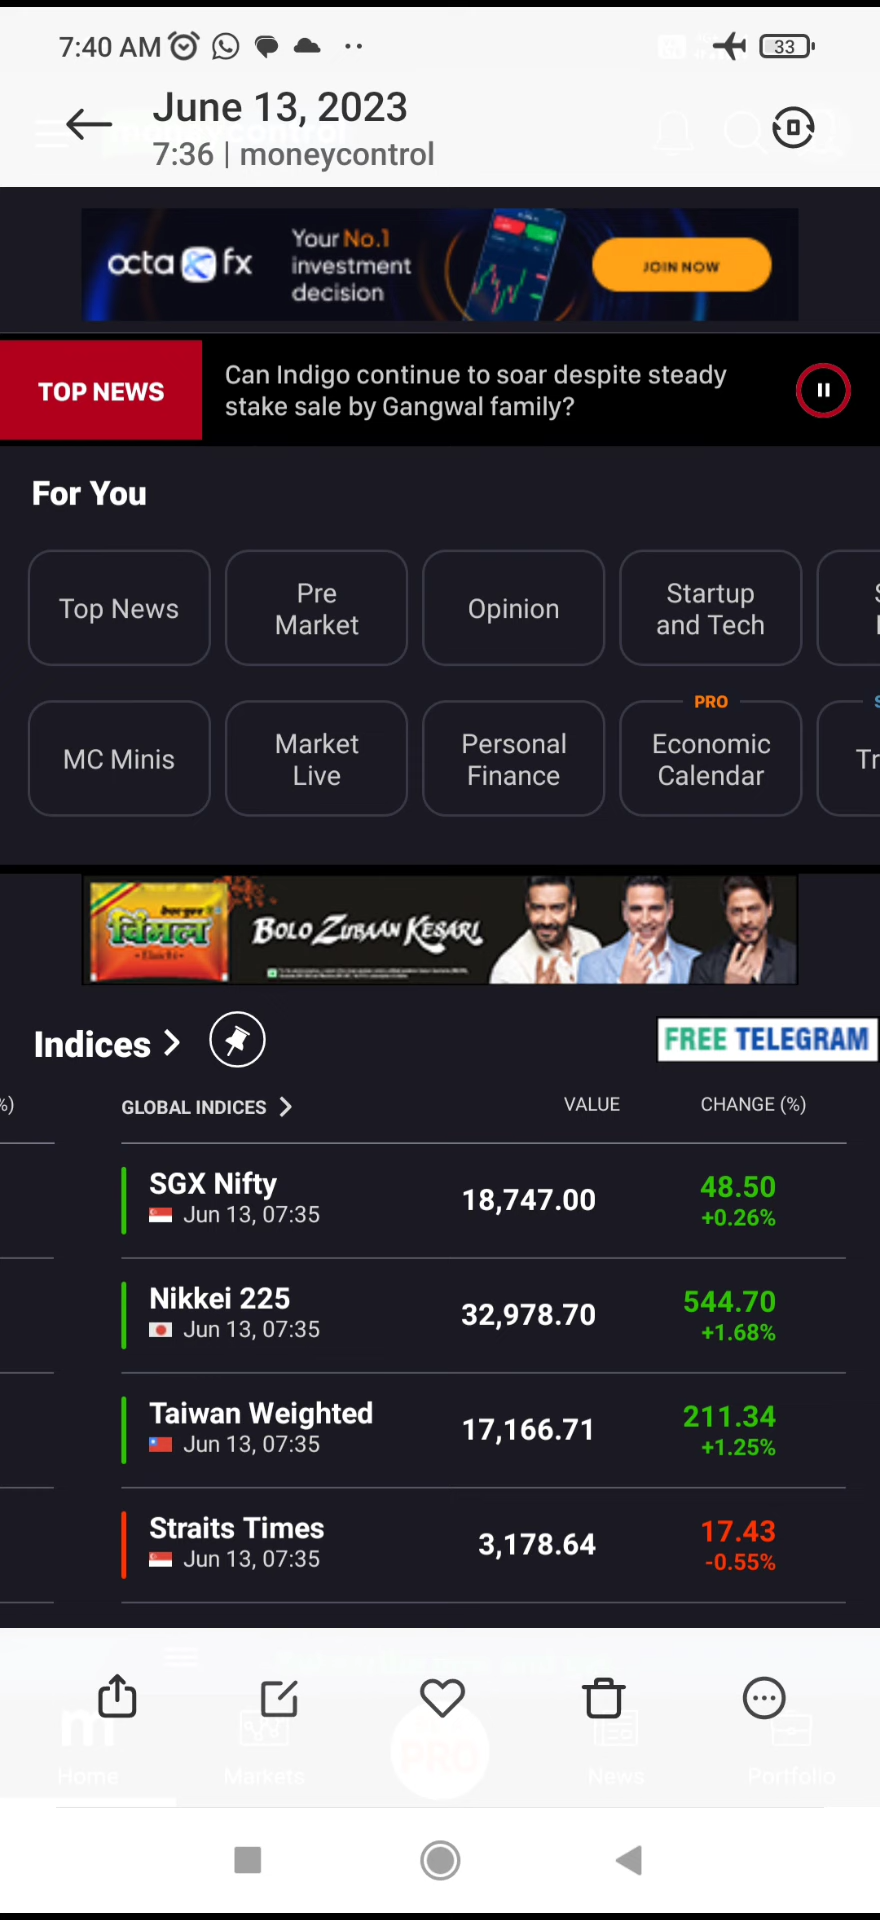 7:40 AM
33
June 13, 2023
7:36 | moneycontrol
octa fx
Your No.1
investment
decision
JOIN NOW
TOP NEWS
Can Indigo continue to soar despite steady
stake sale by Gangwal family?
For You
Top News
Pre
Market
Opinion
Startup
and Tech
MC Minis
Market
Live
Personal
Finance
PRO
Economic
Calendar
Tr
विमल
BOLO ZUBAAN KESARI
Indices >
FREE TELEGRAM
%)
GLOBAL INDICES >
VALUE
CHANGE (%)
SGX Nifty
Jun 13, 07:35
18,747.00
48.50
+0.26%
Nikkei 225
Jun 13, 07:35
32,978.70
544.70
+1.68%
Taiwan Weighted
Jun 13, 07:35
17,166.71
211.34
+1.25%
Straits Times
Jun 13, 07:35
3,178.64
17.43
-0.55%
m
PRO
Home
Markets
News
Portfolio